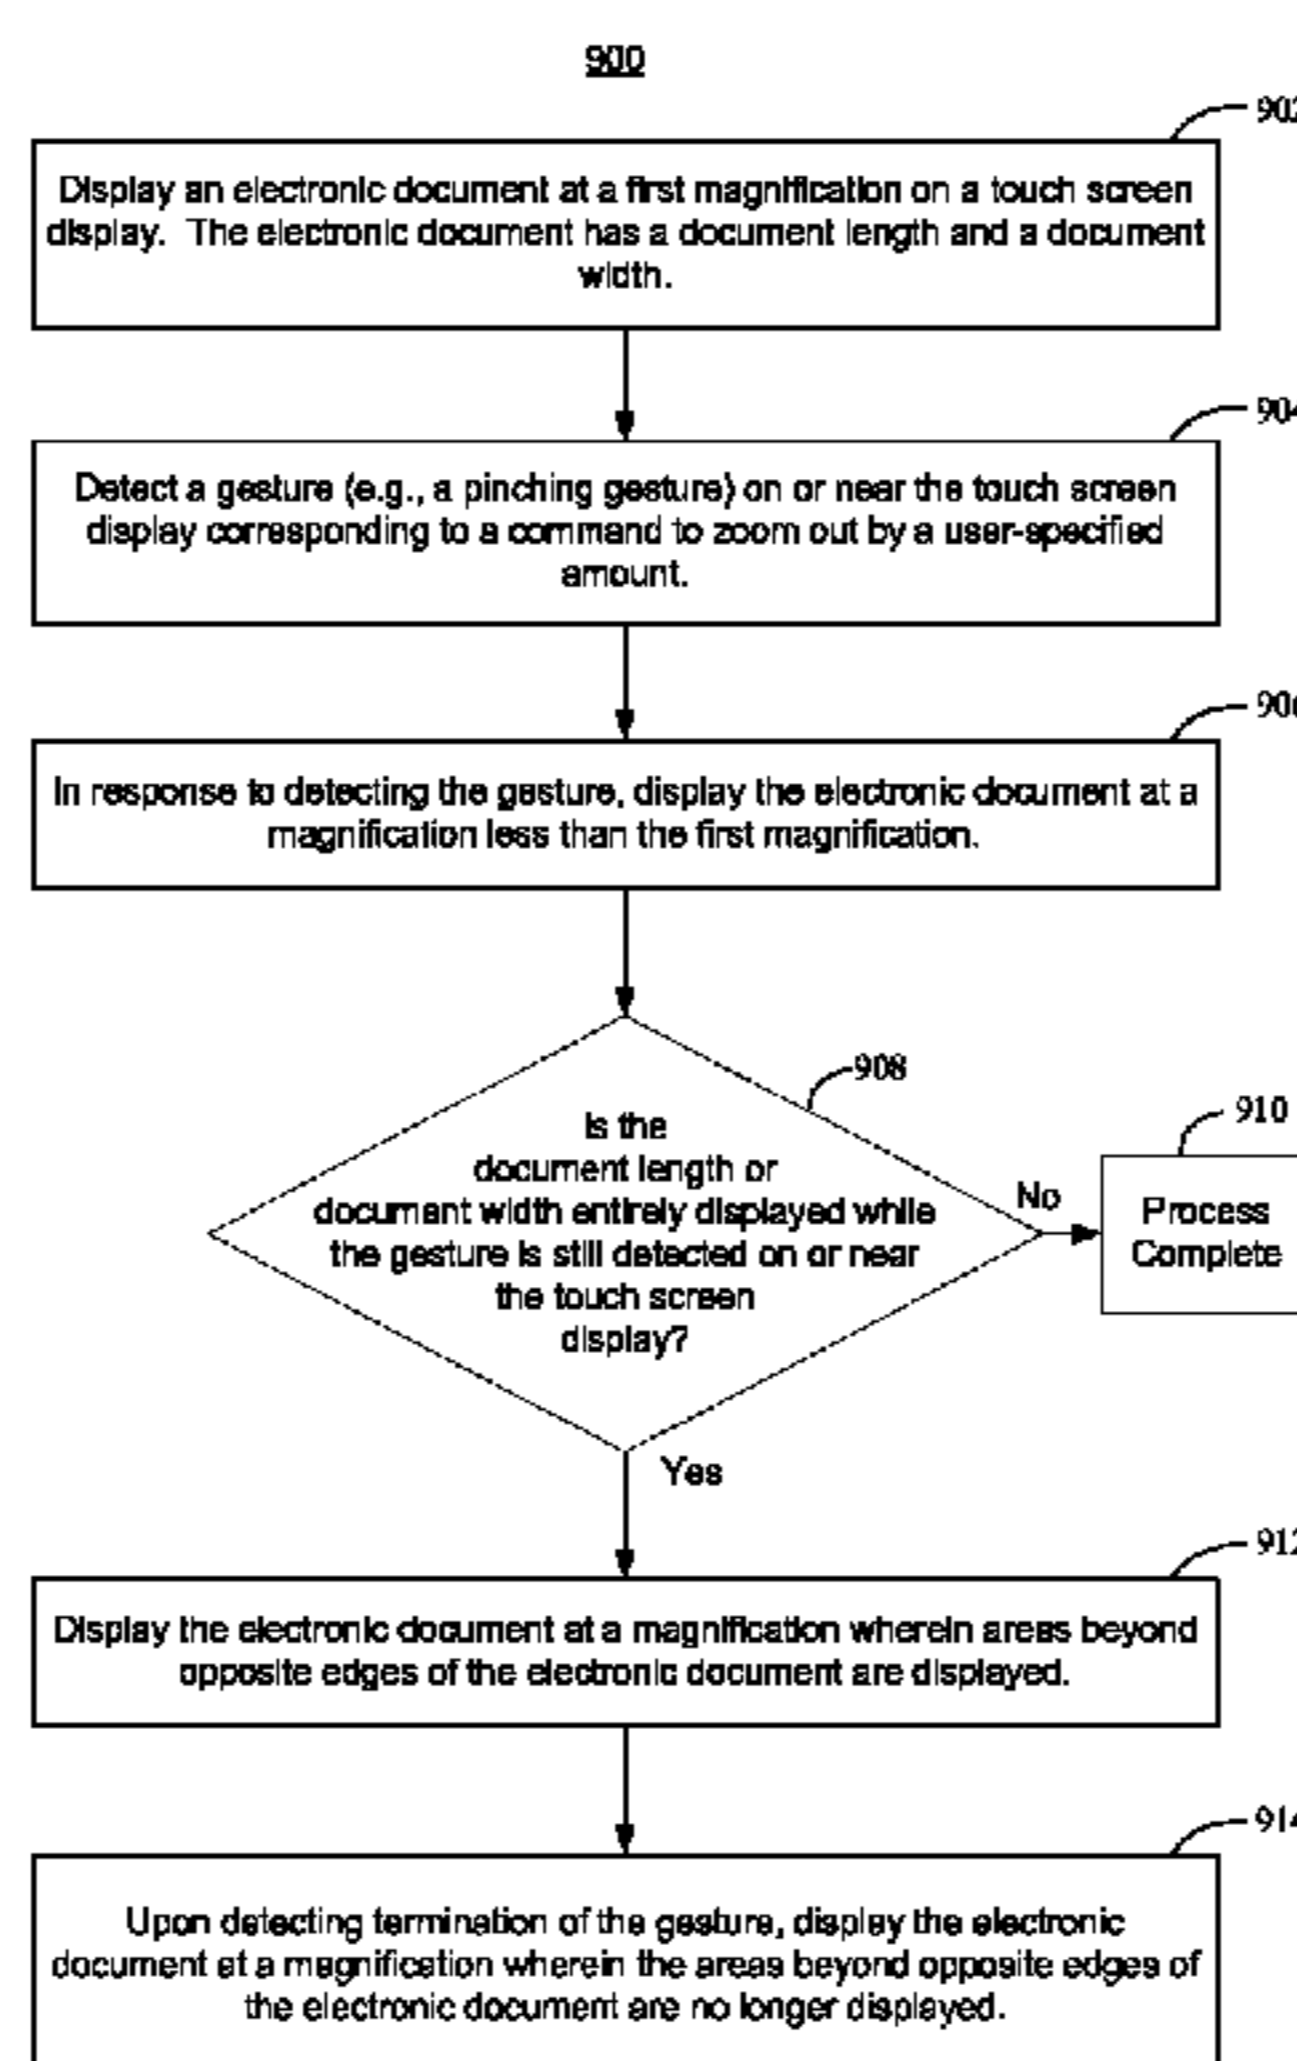 900
902
Display an electronic document at a first magnification on a touch screen
display. The electronic document has a document length and a document
width.
904
Detect a gesture (e.g., a pinching gesture) on or near the touch screen
display corresponding to a command to zoom out by a user-specified
amount.
906
In response to detecting the gesture, display the electronic document at a
magnification less than the first magnification.
908
Is the
document length or
document width entirely displayed while
the gesture is still detected on or near
the touch screen
display?
No
910
Process
Complete
Yes
912
Display the electronic document at a magnification wherein areas beyond
opposite edges of the electronic document are displayed.
914
Upon detecting termination of the gesture, display the electronic
document at a magnification wherein the areas beyond opposite edges of
the electronic document are no longer displayed.